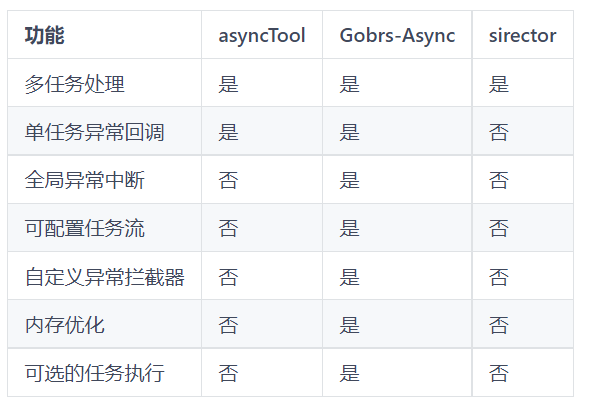 功能 asyncTool Gobrs-Async sirector
多任务处理 是 是 是
单任务异常回调 是 是 否
全局异常中断 否 是 否
可配置任务流 否 是 否
自定义异常拦截器 否 是 否
内存优化 否 是 否
可选的任务执行 否 是 否